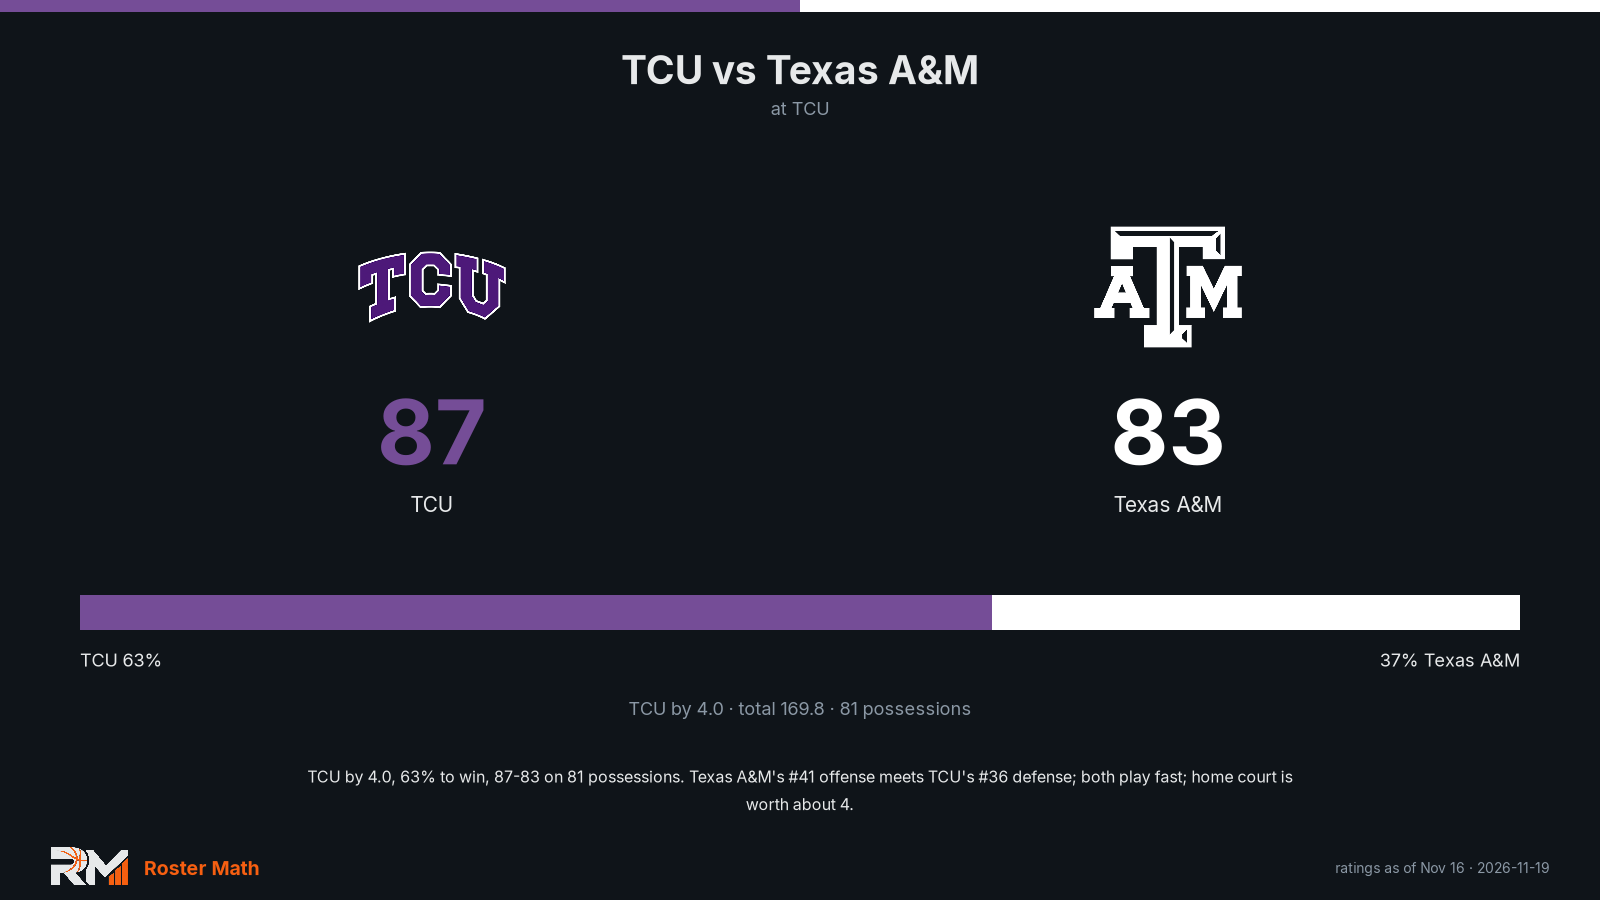 TCU vs Texas A&M
at TCU
TCU
ATM
87
83
TCU
Texas A&M
TCU 63%
37% Texas A&M
TCU by 4.0 · total 169.8 · 81 possessions
TCU by 4.0, 63% to win, 87-83 on 81 possessions. Texas A&M's #41 offense meets TCU's #36 defense; both play fast; home court is
worth about 4.
RM Roster Math
ratings as of Nov 16 · 2026-11-19